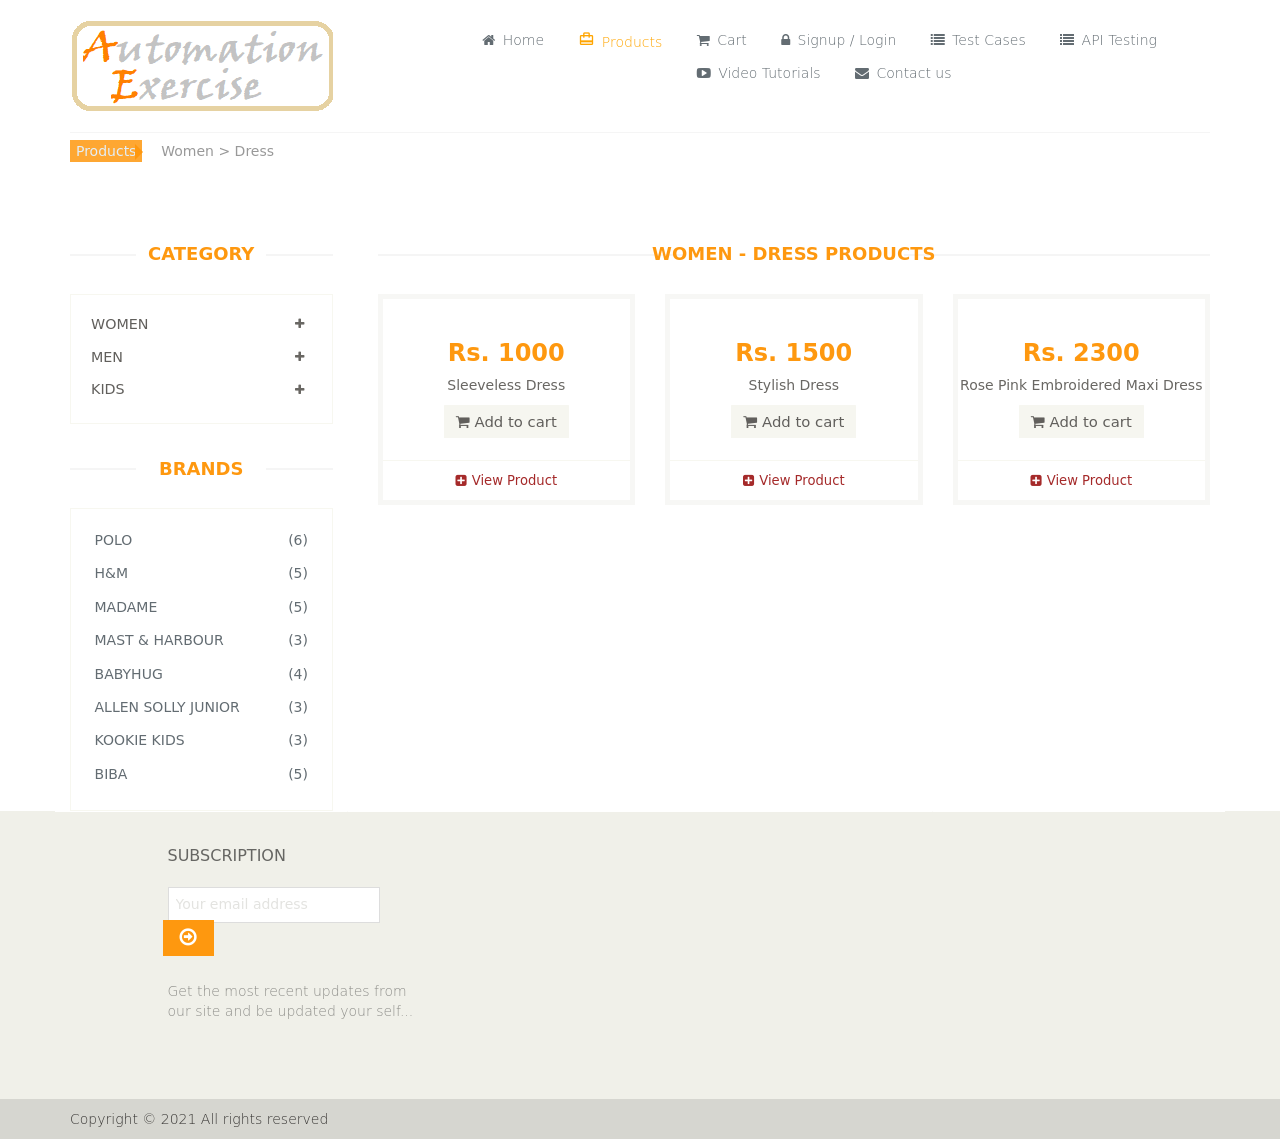 Automation
Exercise
Home
Products
Cart
Signup / Login
Test Cases
API Testing
Video Tutorials
Contact us
Products
Women > Dress
CATEGORY
WOMEN
MEN
KIDS
BRANDS
POLO (6)
H&M (5)
MADAME (5)
MAST & HARBOUR (3)
BABYHUG (4)
ALLEN SOLLY JUNIOR (3)
KOOKIE KIDS (3)
BIBA (5)
WOMEN - DRESS PRODUCTS
Rs. 1000
Sleeveless Dress
Add to cart
View Product
Rs. 1500
Stylish Dress
Add to cart
View Product
Rs. 2300
Rose Pink Embroidered Maxi Dress
Add to cart
View Product
SUBSCRIPTION
Your email address
Get the most recent updates from
our site and be updated your self...
Copyright © 2021 All rights reserved